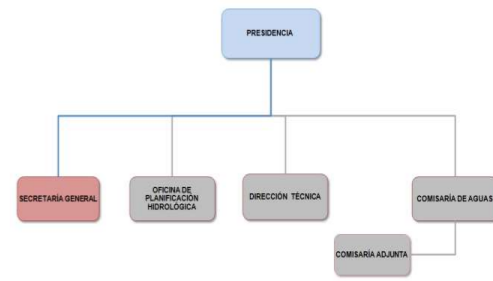 PRESIDENCIA
SECRETARÍA GENERAL
OFICINA DE
PLANIFICACIÓN
HIDROLÓGICA
DIRECCIÓN TÉCNICA
COMISARÍA DE AGUAS
COMISARÍA ADJUNTA